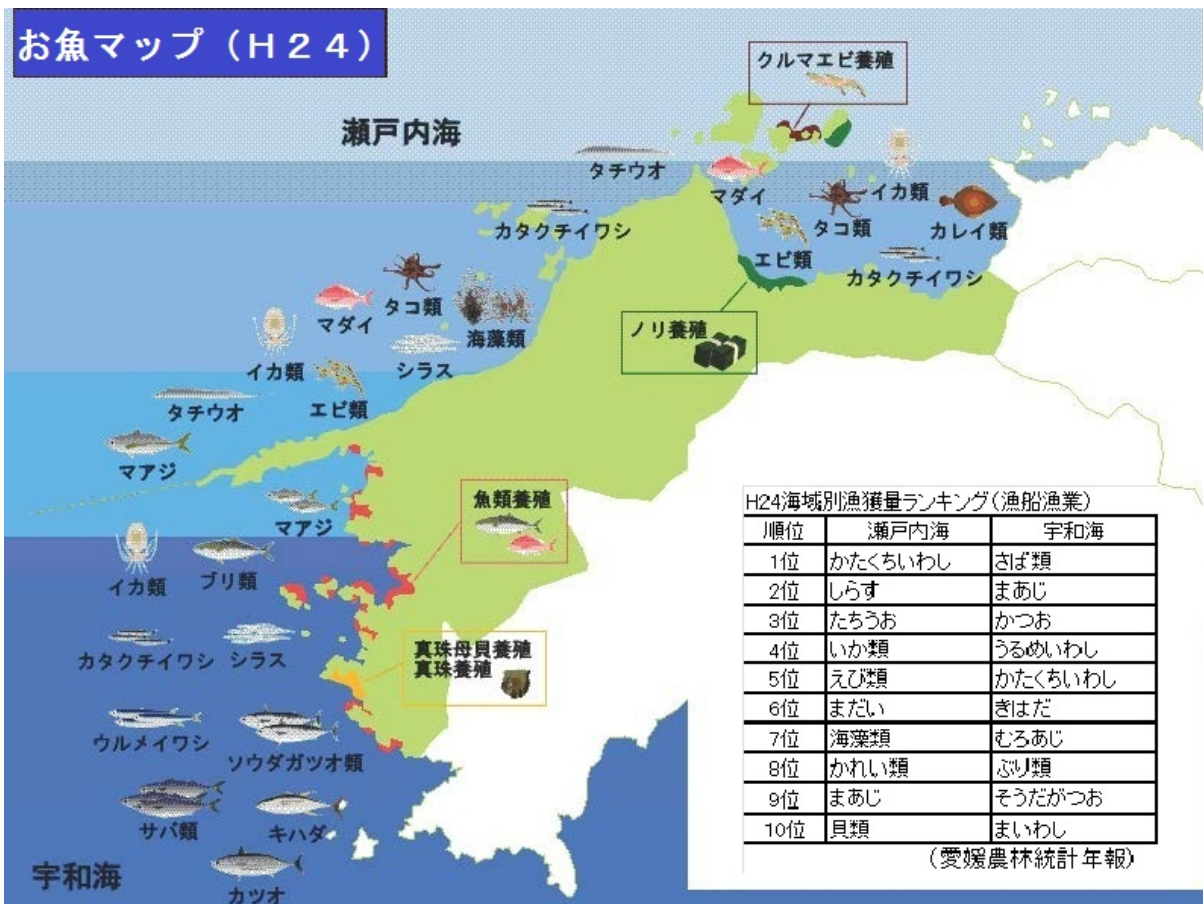 お魚マップ（H24）
クルマエビ養殖
瀬戸内海
タチウオ
マダイ
イカ類
タコ類
カレイ類
カタクチイワシ
エビ類
カタクチイワシ
タコ類
マダイ
海藻類
ノリ養殖
イカ類
シラス
エビ類
タチウオ
マアジ
魚類養殖
マアジ
イカ類
ブリ類
カタクチイワシ
シラス
真珠母貝養殖
真珠養殖
ウルメイワシ
ソウダガツオ類
サバ類
キハダ
カツオ
宇和海
H24海域別漁獲量ランキング(漁船漁業)
順位 瀬戸内海 宇和海
1位 かたくちいわし さば類
2位 しらす まあじ
3位 たちうお かつお
4位 いか類 うるめいわし
5位 えび類 かたくちいわし
6位 まだい きはだ
7位 海藻類 むろあじ
8位 かれい類 ぶり類
9位 まあじ そうだがつお
10位 貝類 まいわし
(愛媛農林統計年報)